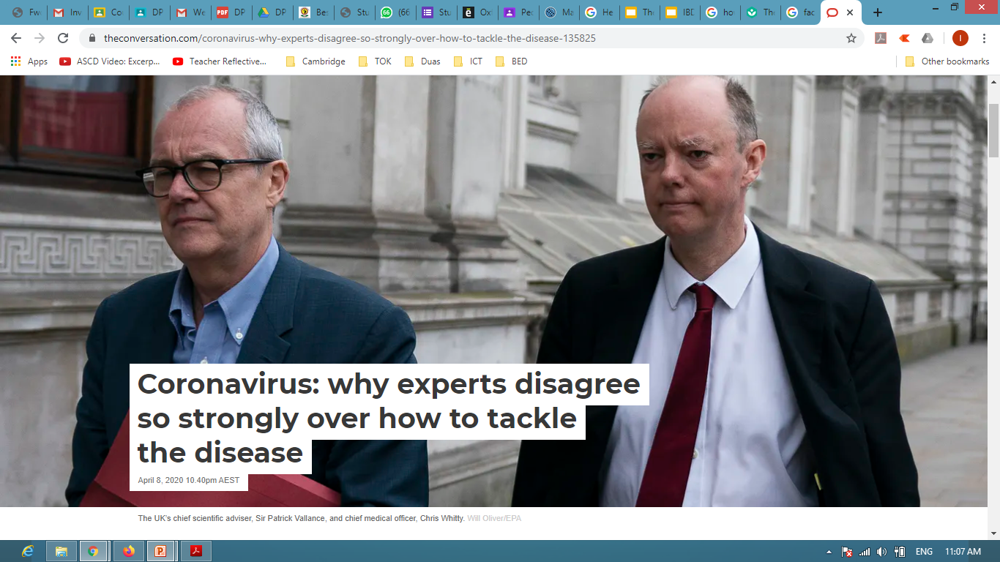 Fw Inv Co DP We DP DP Be Stu (66 Stu Oxf Pe Ma He The IBD ho The fac
theconversation.com/coronavirus-why-experts-disagree-so-strongly-over-how-to-tackle-the-disease-135825
Apps ASCD Video: Excerp... Teacher Reflective... Cambridge TOK Duas ICT BED Other bookmarks
Coronavirus: why experts disagree
so strongly over how to tackle
the disease
April 8, 2020 10.40pm AEST
The UK's chief scientific adviser, Sir Patrick Vallance, and chief medical officer, Chris Whitty. Will Oliver/EPA
ENG 11:07 AM